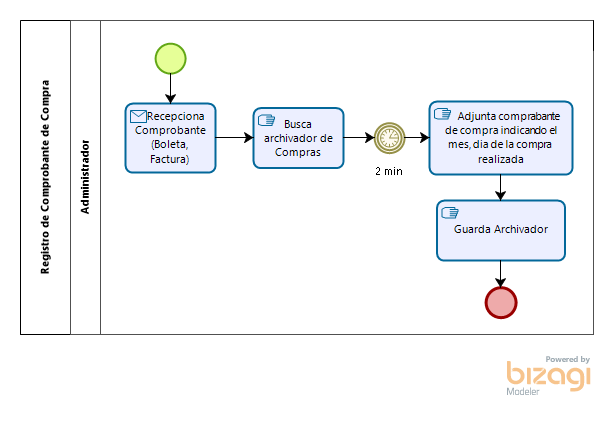 Registro de Comprobante de Compra
Administrador
Recepciona
Comprobante
(Boleta,
Factura)
Busca
archivador de
Compras
2 min
Adjunta comprabante
de compra indicando el
mes, dia de la compra
realizada
Guarda Archivador
Powered by
bizagi
Modeler